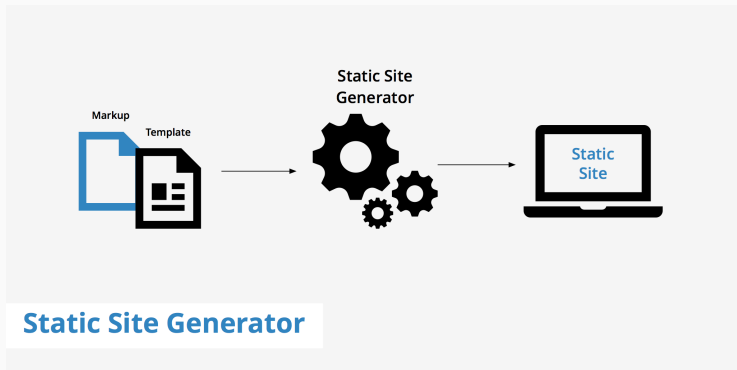 Static Site
Generator
Markup
Template
Static
Site
Static Site Generator